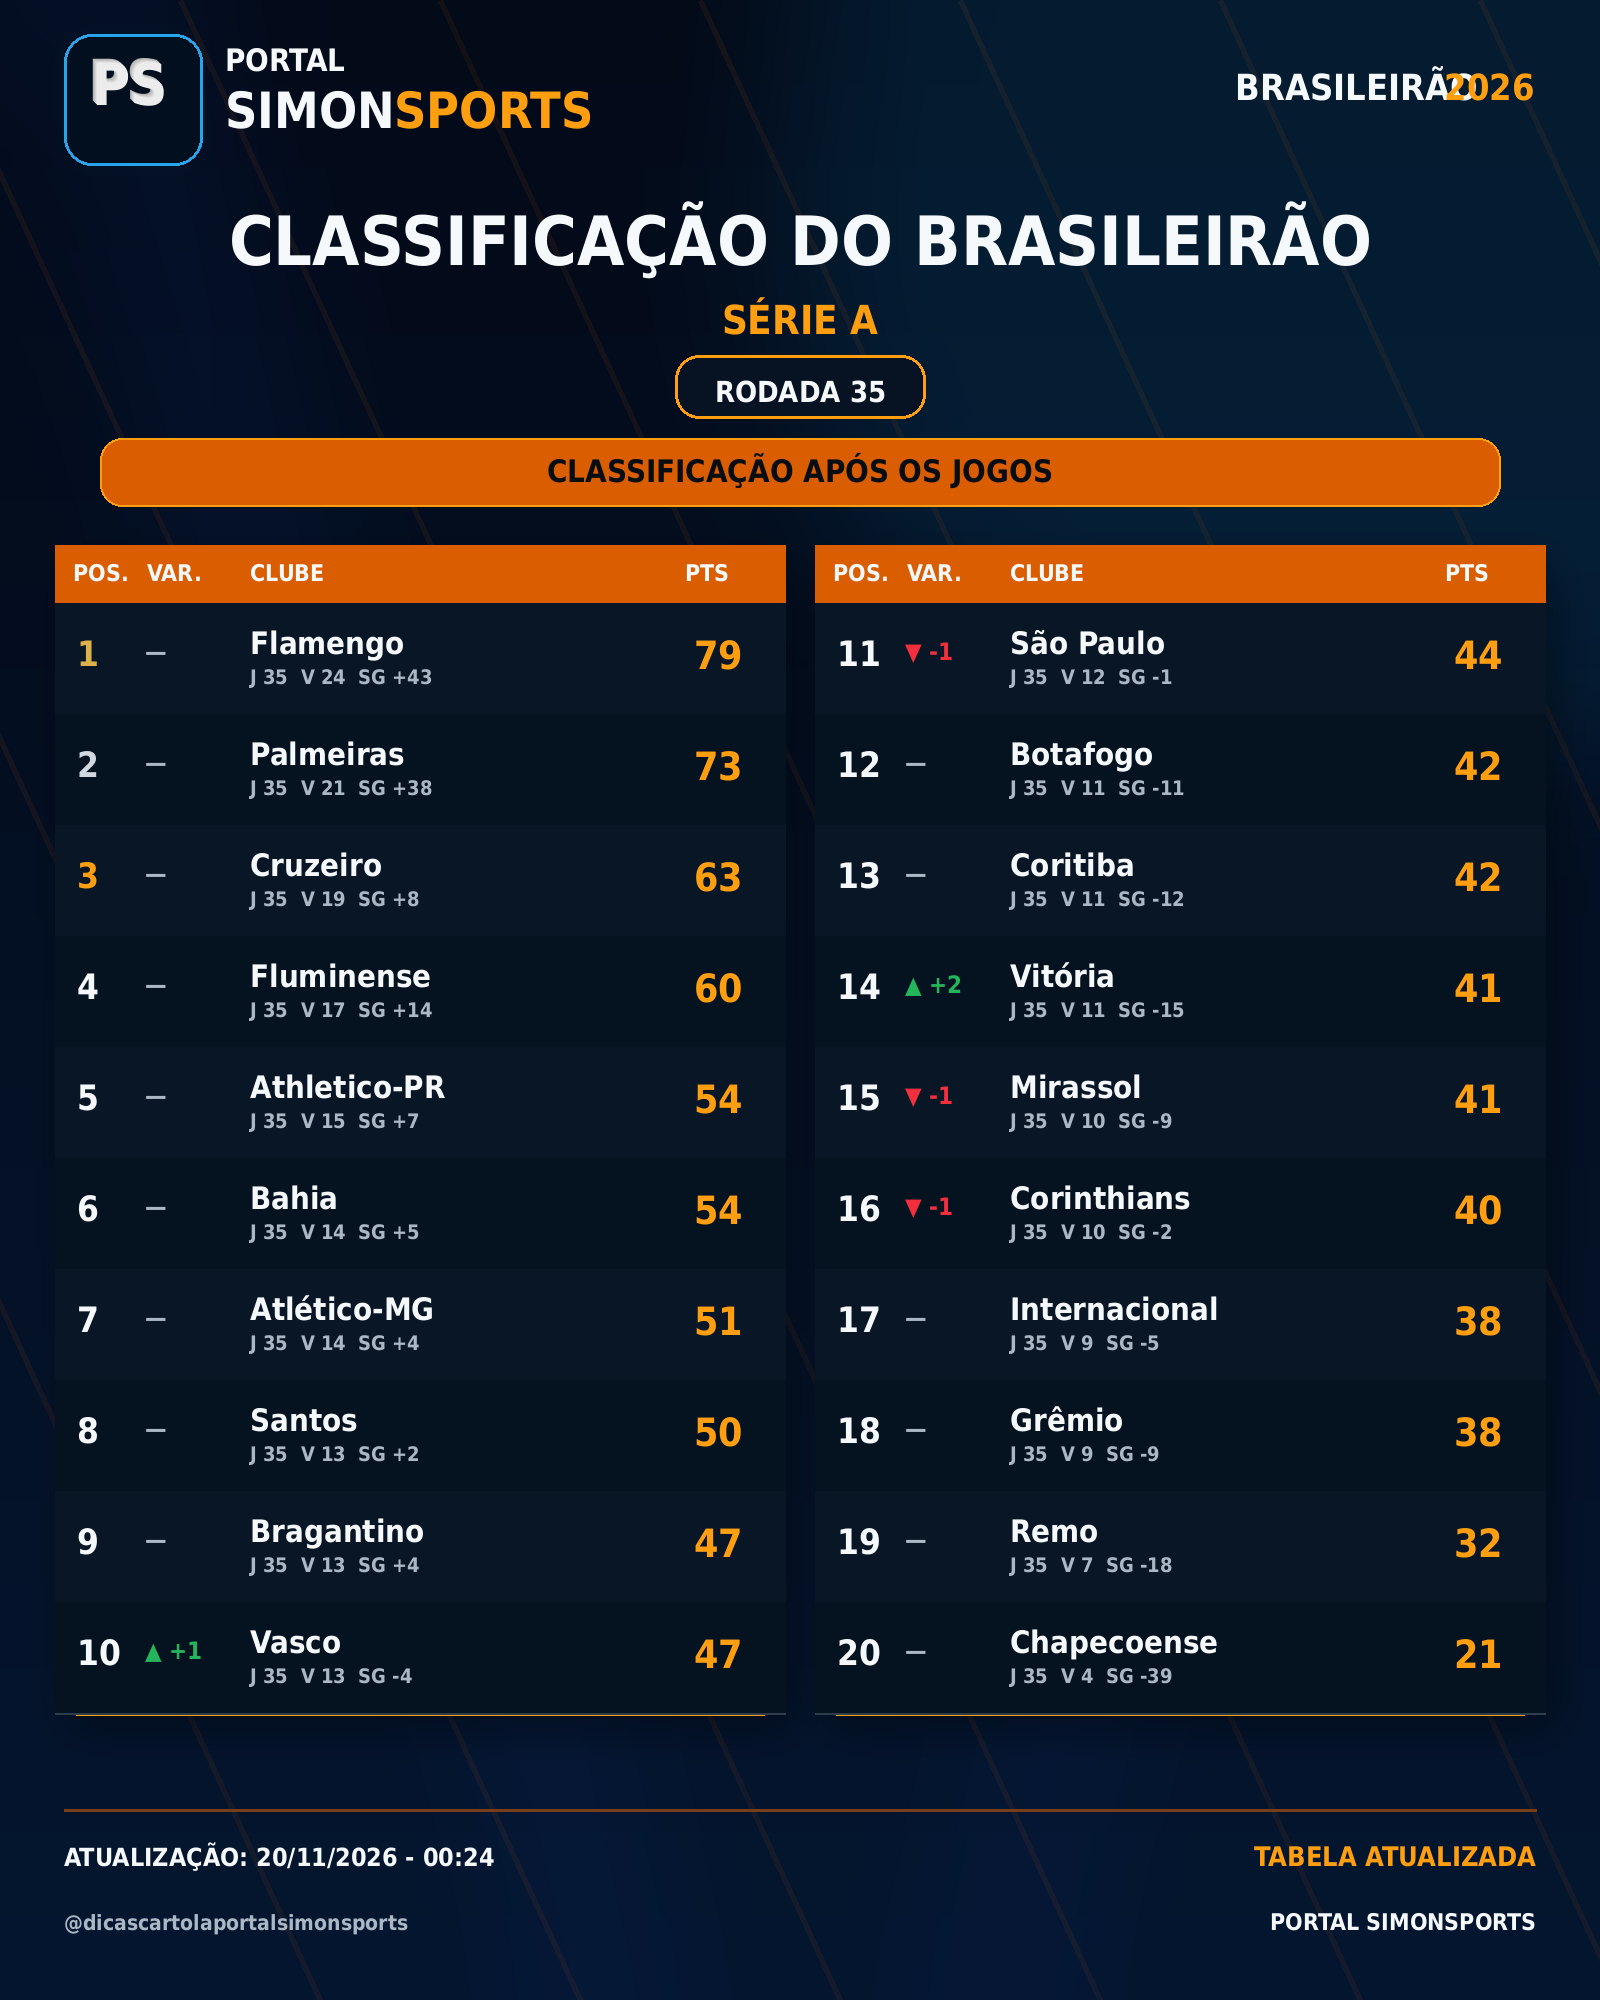 PS
PORTAL
SIMONSPORTS
BRASILEIRÃO 2026
CLASSIFICAÇÃO DO BRASILEIRÃO
SÉRIE A
RODADA 35
CLASSIFICAÇÃO APÓS OS JOGOS
POS. VAR. CLUBE PTS
1 — Flamengo 79
J 35 V 24 SG +43
2 — Palmeiras 73
J 35 V 21 SG +38
3 — Cruzeiro 63
J 35 V 19 SG +8
4 — Fluminense 60
J 35 V 17 SG +14
5 — Athletico-PR 54
J 35 V 15 SG +7
6 — Bahia 54
J 35 V 14 SG +5
7 — Atlético-MG 51
J 35 V 14 SG +4
8 — Santos 50
J 35 V 13 SG +2
9 — Bragantino 47
J 35 V 13 SG +4
10 ▲ +1 Vasco 47
J 35 V 13 SG -4
POS. VAR. CLUBE PTS
11 ▼ -1 São Paulo 44
J 35 V 12 SG -1
12 — Botafogo 42
J 35 V 11 SG -11
13 — Coritiba 42
J 35 V 11 SG -12
14 ▲ +2 Vitória 41
J 35 V 11 SG -15
15 ▼ -1 Mirassol 41
J 35 V 10 SG -9
16 ▼ -1 Corinthians 40
J 35 V 10 SG -2
17 — Internacional 38
J 35 V 9 SG -5
18 — Grêmio 38
J 35 V 9 SG -9
19 — Remo 32
J 35 V 7 SG -18
20 — Chapecoense 21
J 35 V 4 SG -39
ATUALIZAÇÃO: 20/11/2026 - 00:24
TABELA ATUALIZADA
@dicascartolaportalsimonsports
PORTAL SIMONSPORTS